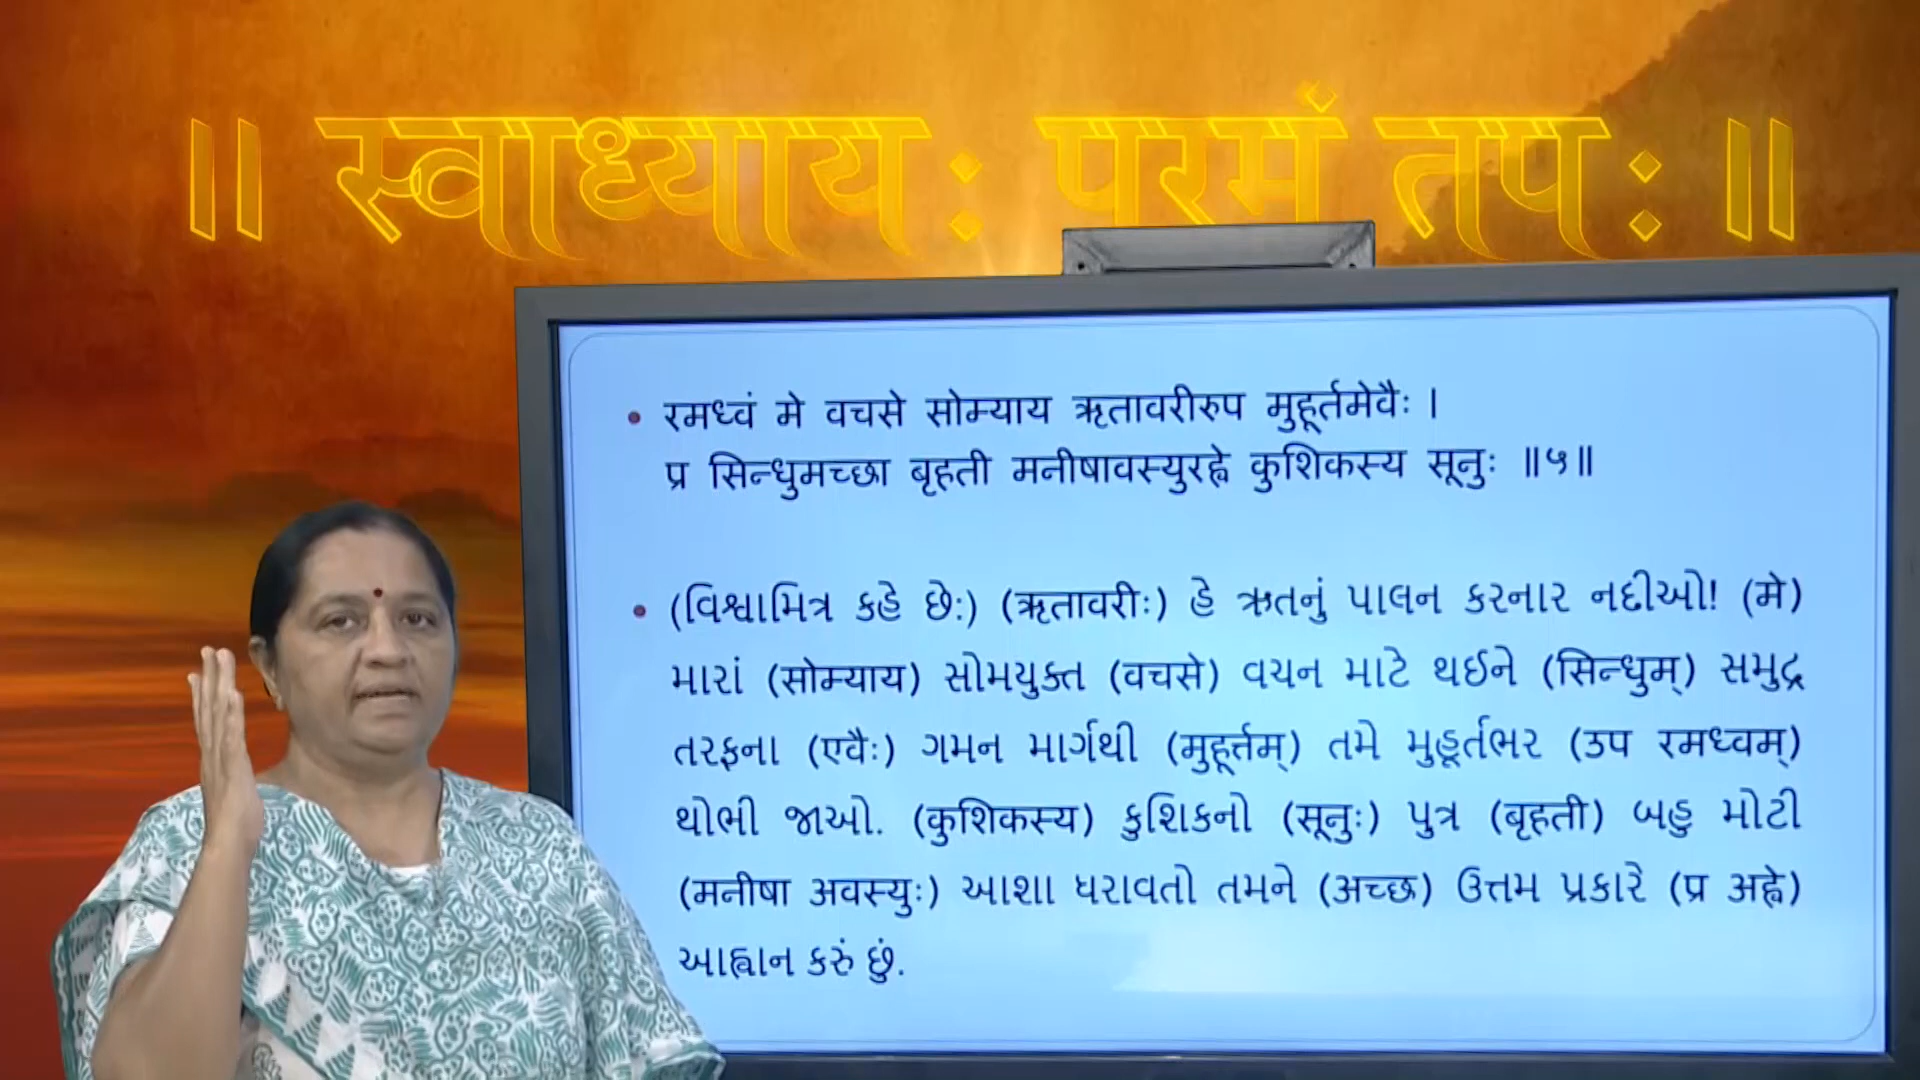 ॥ स्वाध्यायः परमं तपः ॥
• रमध्वं मे वचसे सोम्याय ऋतावरीरुप मुहूर्तमेवैः ।
प्र सिन्धुमच्छा बृहती मनीषावस्युरह्वे कुशिकस्य सूनुः ॥५॥
• (વિશ્વામિત્ર કહે છેઃ) (ऋतावरीः) હે ઋતનું પાલન કરનાર નદીઓ! (मे)
મારાં (सोम्याय) સોમયુક્ત (वचसे) વચન માટે થઈને (सिन्धुम्) સમુદ્ર
તરફના (एवैः) ગમન માર્ગથી (मुहूर्त्तम्) તમે મુહૂર્તભર (उप रमध्वम्)
થોભી જાઓ. (कुशिकस्य) કુશિકનો (सूनुः) પુત્ર (बृहती) બહુ મોટી
(मनीषा अवस्युः) આશા ધરાવતો તમને (अच्छ) ઉત્તમ પ્રકારે (प्र अह्वे)
આહ્વાન કરું છું.